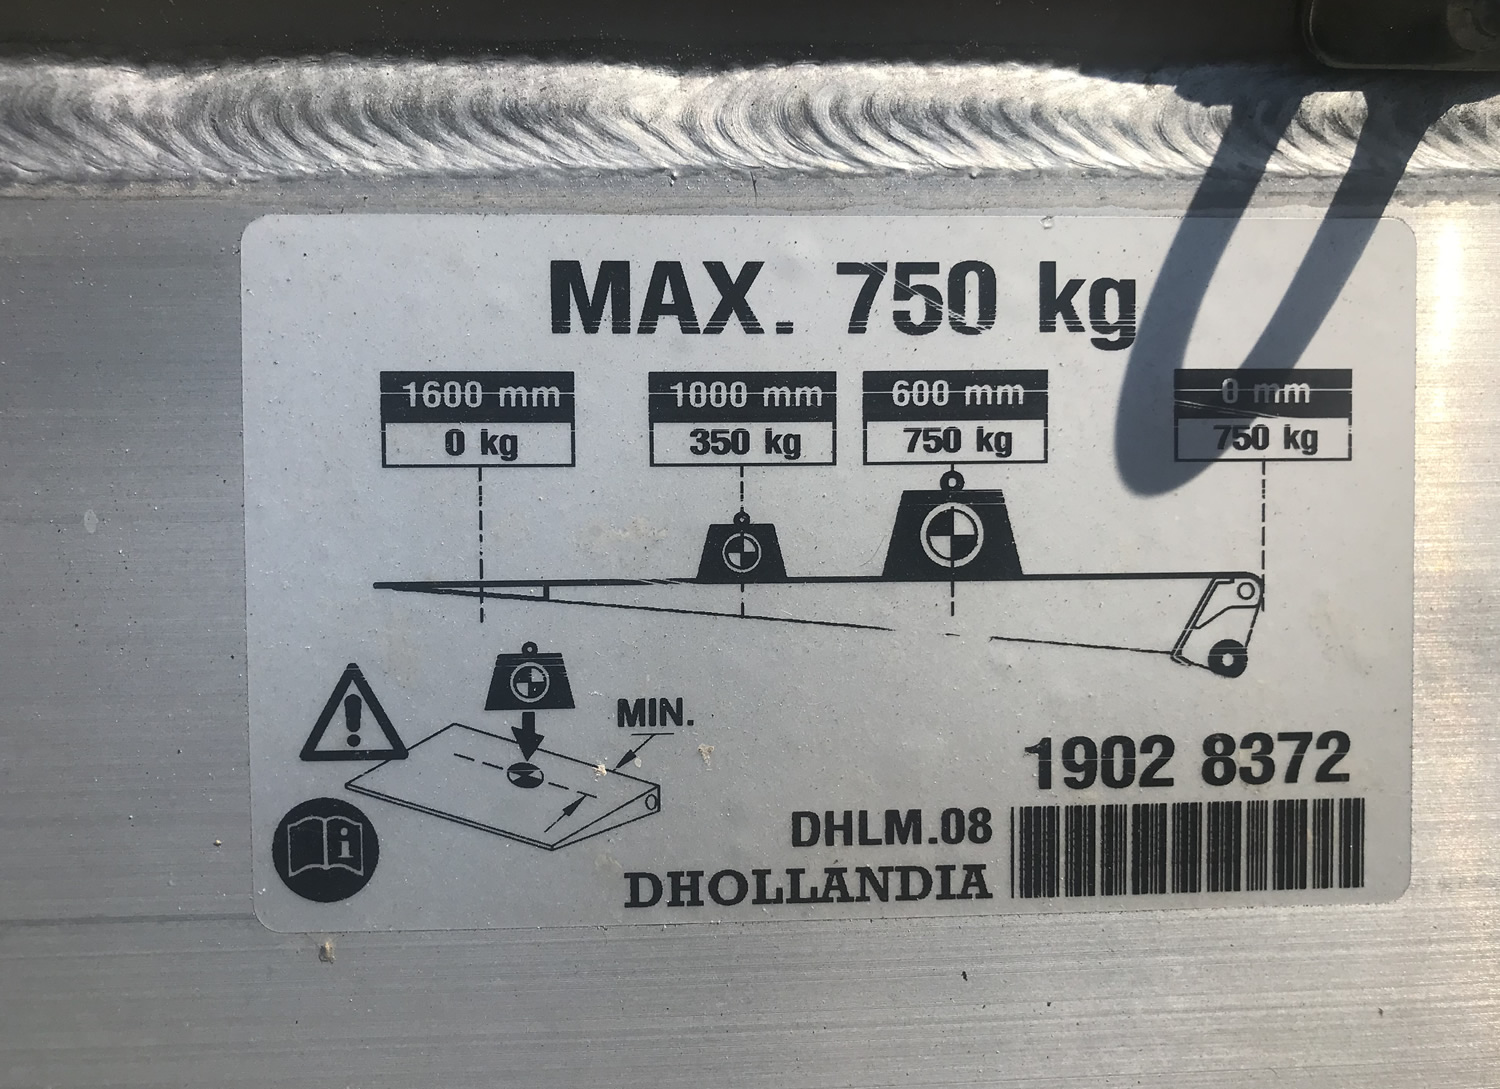 MAX. 750 kg
1600 mm 1000 mm 600 mm 0 mm
0 kg 350 kg 750 kg 750 kg
MIN.
1902 8372
DHLM.08
DHOLLANDIA